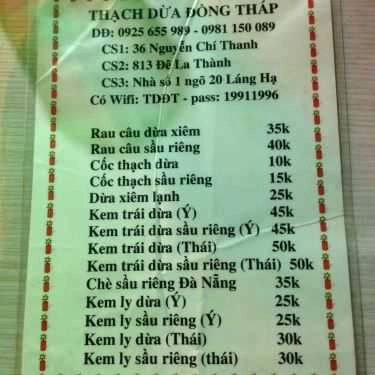 THẠCH DỪA ĐỒNG THÁP
DĐ: 0925 655 989 - 0981 150 089
CS1: 36 Nguyễn Chí Thanh
CS2: 813 Đê La Thành
CS3: Nhà số 1 ngõ 20 Láng Hạ
Có Wifi: TDĐT - pass: 19911996
Rau câu dừa xiêm 35k
Rau câu sầu riêng 40k
Cốc thạch dừa 10k
Cốc thạch sầu riêng 15k
Dừa xiêm lạnh 25k
Kem trái dừa (Ý) 45k
Kem trái dừa sầu riêng (Ý) 45k
Kem trái dừa (Thái) 50k
Kem trái dừa sầu riêng (Thái) 50k
Chè sầu riêng Đà Nẵng 35k
Kem ly dừa (Ý) 25k
Kem ly sầu riêng (Ý) 25k
Kem ly dừa (Thái) 30k
Kem ly sầu riêng (thái) 30k